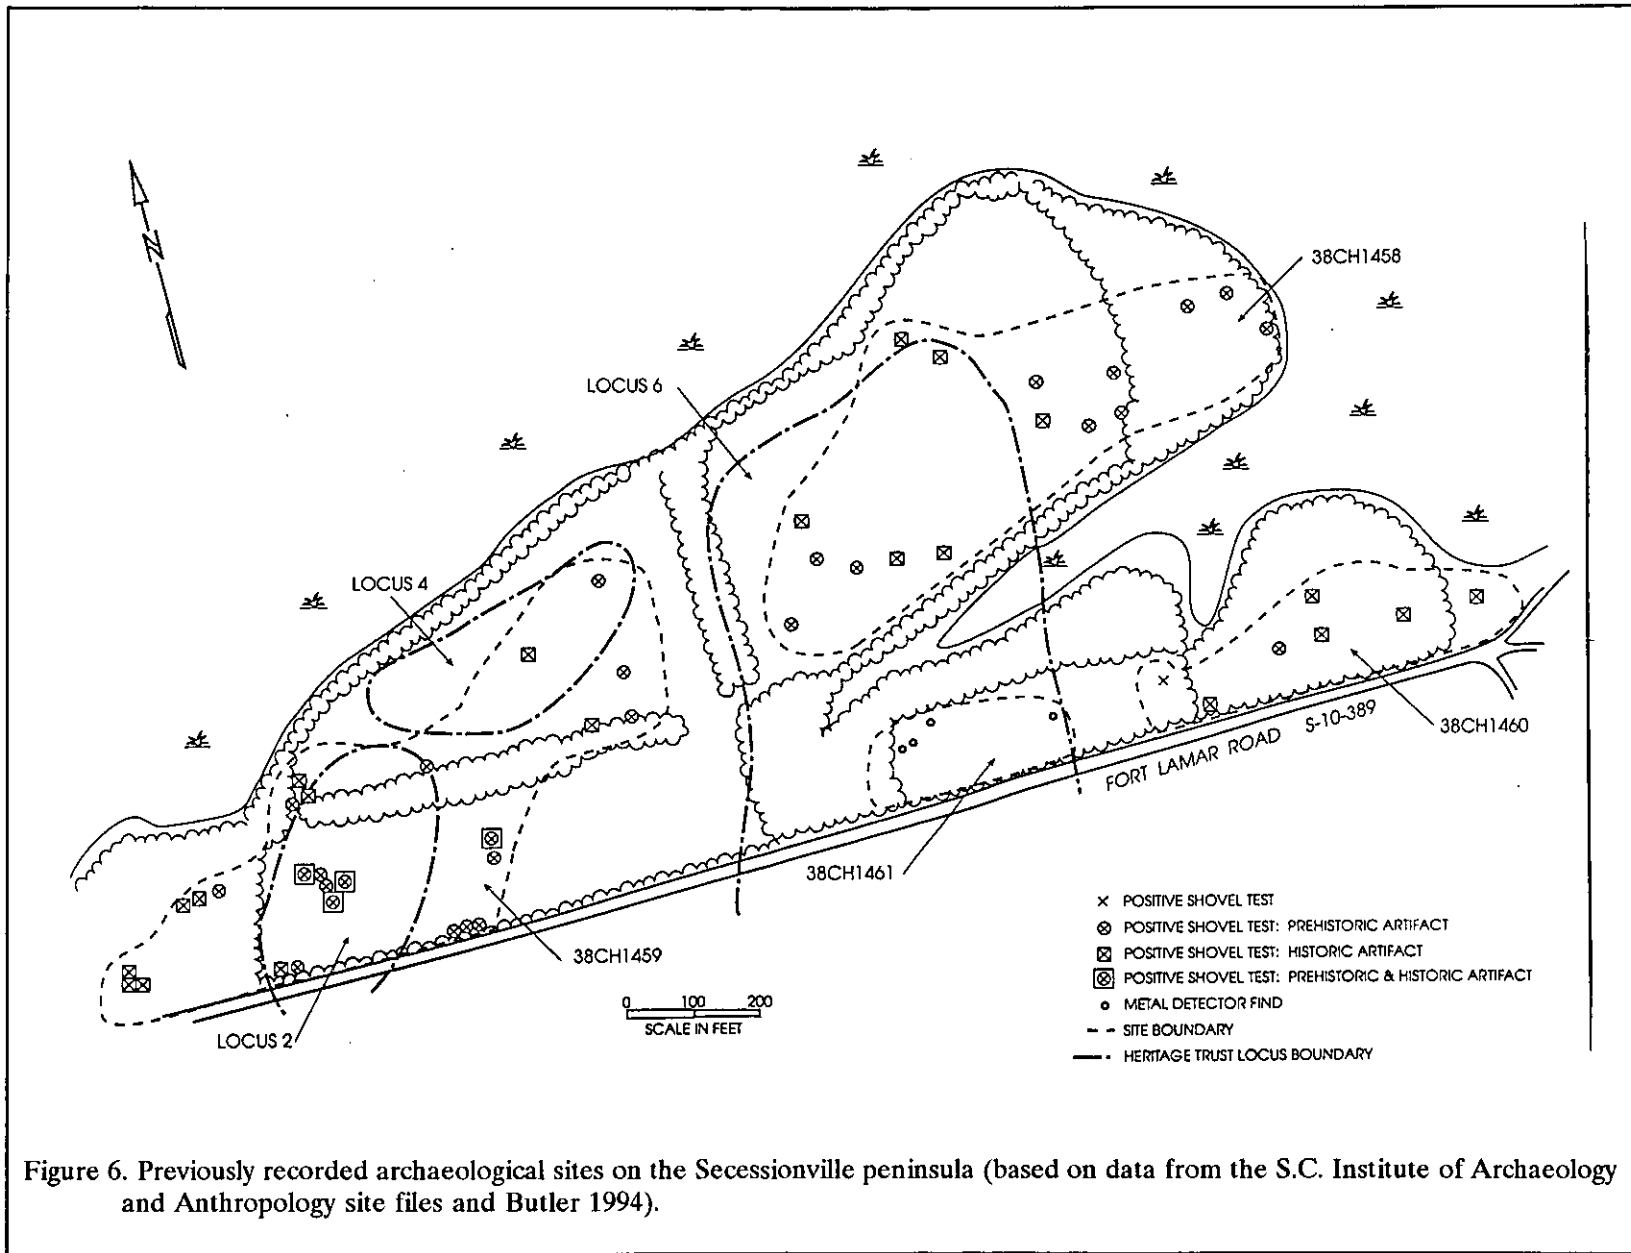 N
38CH1458
LOCUS 6
LOCUS 4
38CH1460
FORT LAMAR ROAD S-10-389
38CH1461
38CH1459
LOCUS 2
0 100 200
SCALE IN FEET
POSITIVE SHOVEL TEST
POSITIVE SHOVEL TEST: PREHISTORIC ARTIFACT
POSITIVE SHOVEL TEST: HISTORIC ARTIFACT
POSITIVE SHOVEL TEST: PREHISTORIC & HISTORIC ARTIFACT
METAL DETECTOR FIND
SITE BOUNDARY
HERITAGE TRUST LOCUS BOUNDARY
Figure 6. Previously recorded archaeological sites on the Secessionville peninsula (based on data from the S.C. Institute of Archaeology
and Anthropology site files and Butler 1994).